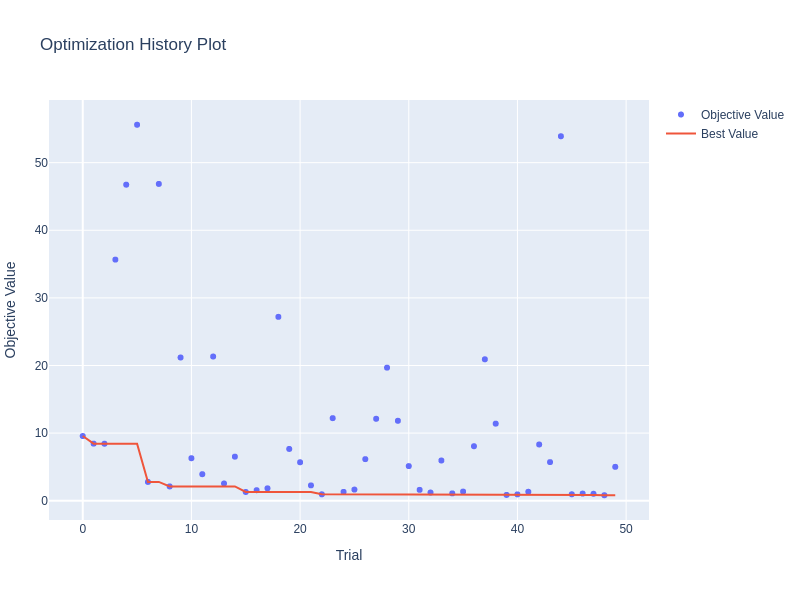 Optimization History Plot
Objective Value
Best Value
50
40
30
20
10
0
Objective Value
0 10 20 30 40 50
Trial